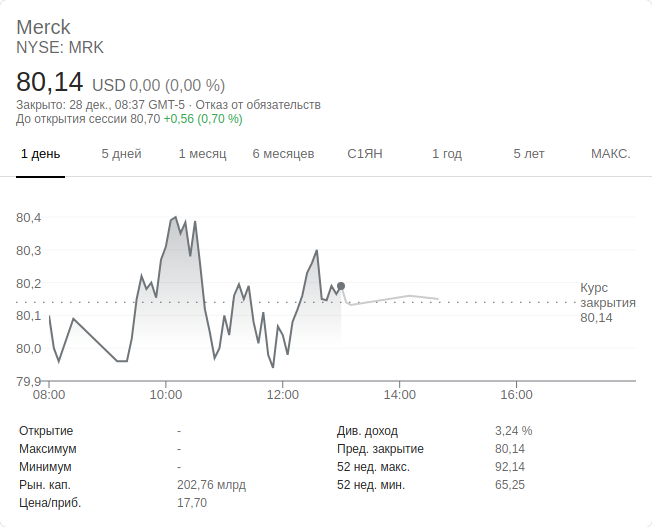 Merck
NYSE: MRK
80,14 USD 0,00 (0,00 %)
Закрыто: 28 дек., 08:37 GMT-5 · Отказ от обязательств
До открытия сессии 80,70 +0,56 (0,70 %)
1 день 5 дней 1 месяц 6 месяцев С1ЯН 1 год 5 лет МАКС.
80,4
80,3
80,2
80,1
80,0
79,9
Курс
закрытия
80,14
08:00 10:00 12:00 14:00 16:00
Открытие - Див. доход 3,24 %
Максимум - Пред. закрытие 80,14
Минимум - 52 нед. макс. 92,14
Рын. кап. 202,76 млрд 52 нед. мин. 65,25
Цена/приб. 17,70